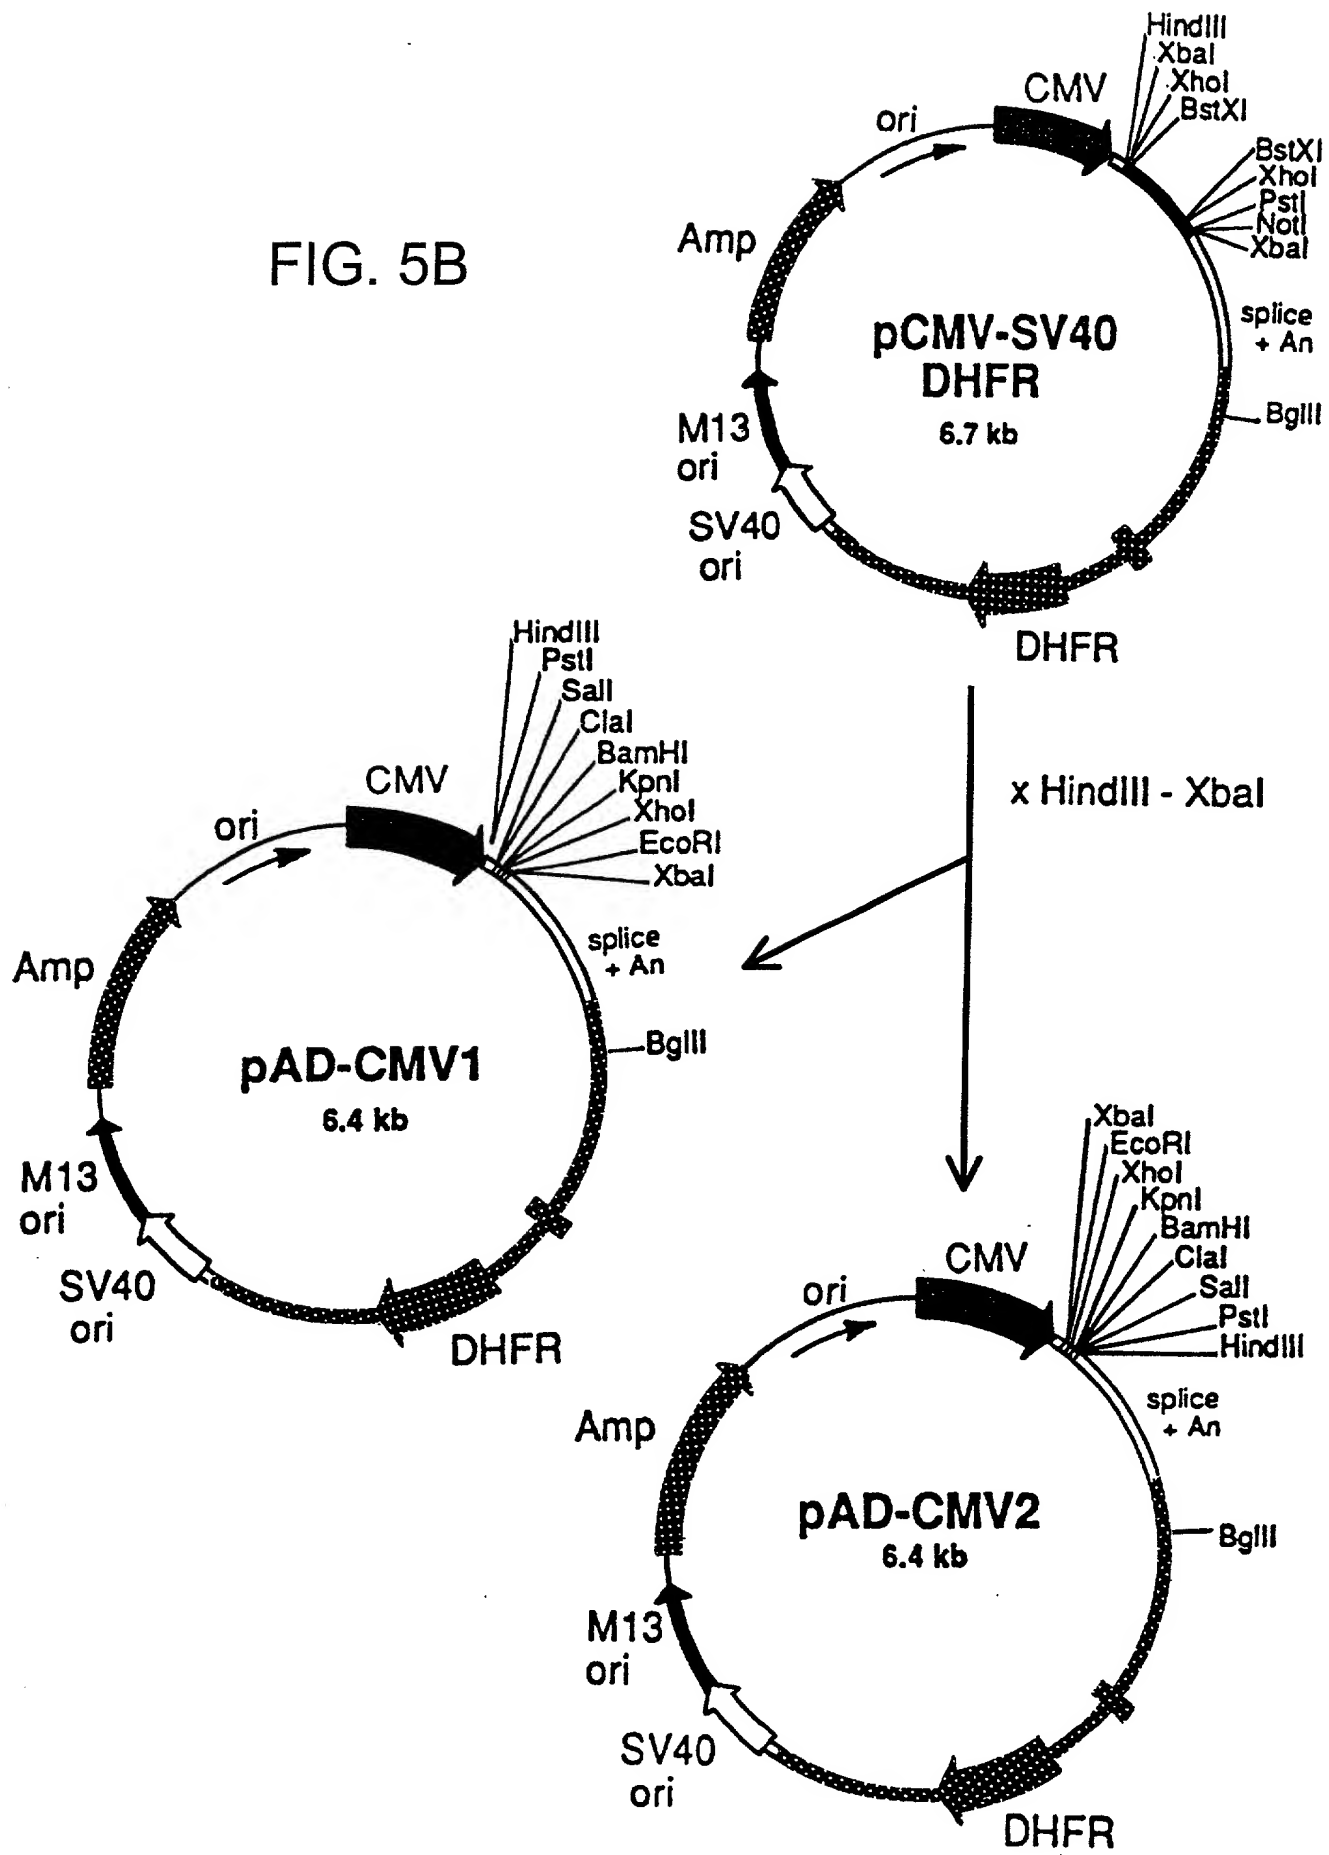 FIG. 5B
HindIII
XbaI
XhoI
BstXI
CMV
ori
BstXI
XhoI
PstI
NotI
XbaI
Amp
splice
+ An
pCMV-SV40
DHFR
6.7 kb
BglII
M13
ori
SV40
ori
DHFR
x HindIII - XbaI
HindIII
PstI
SalI
ClaI
BamHI
KpnI
XhoI
EcoRI
XbaI
CMV
ori
splice
+ An
Amp
pAD-CMV1
6.4 kb
BglII
M13
ori
SV40
ori
DHFR
XbaI
EcoRI
XhoI
KpnI
BamHI
ClaI
SalI
PstI
HindIII
CMV
ori
splice
+ An
Amp
pAD-CMV2
6.4 kb
BglII
M13
ori
SV40
ori
DHFR